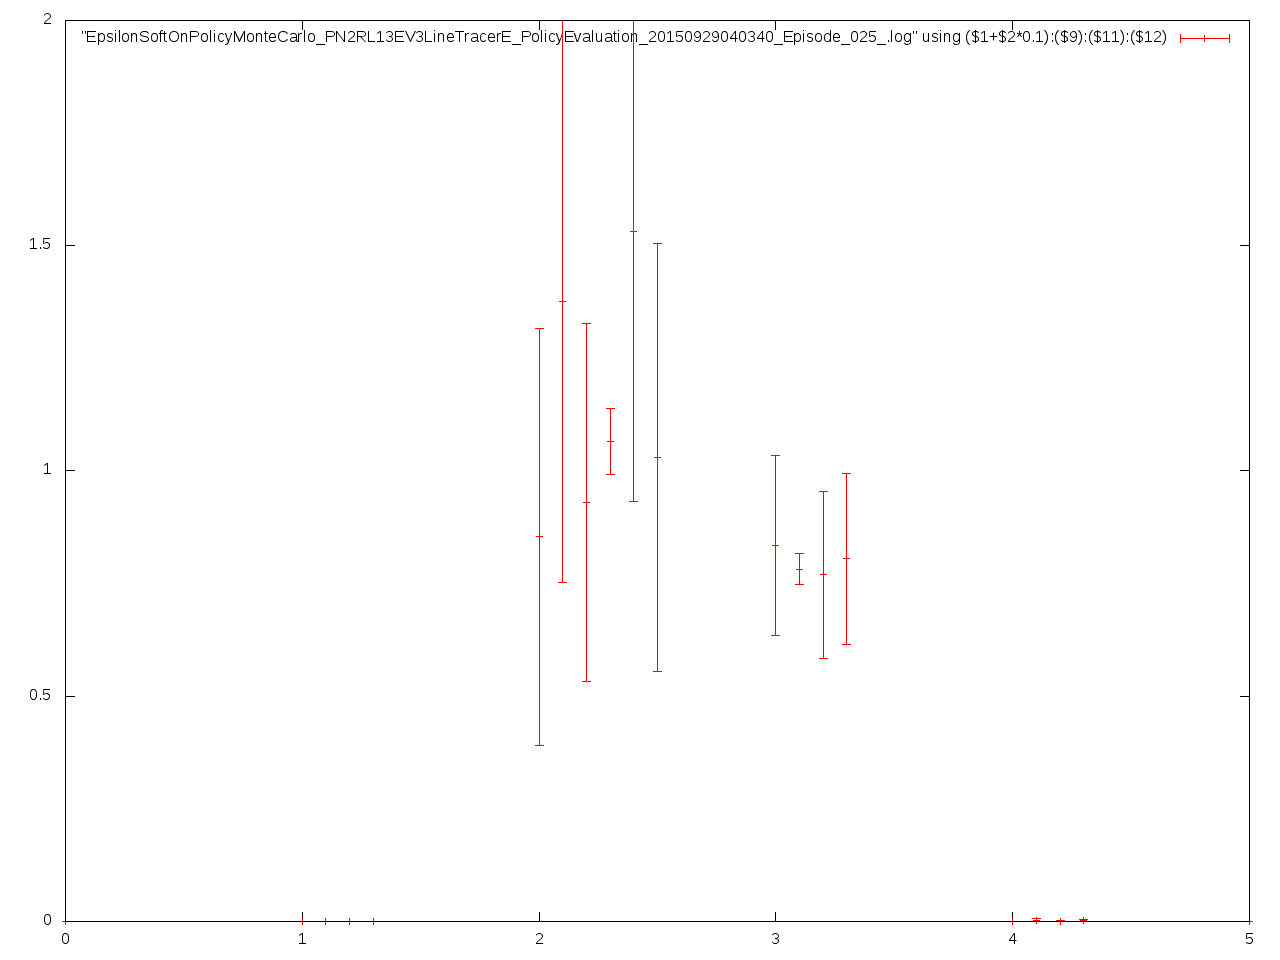 2
"EpsilonSoftOnPolicyMonteCarlo_PN2RL13EV3LineTracerE_PolicyEvaluation_20150929040340_Episode_025_.log" using ($1+$2*0.1):($9):($11):($12)
1.5
1
0.5
0
0 1 2 3 4 5